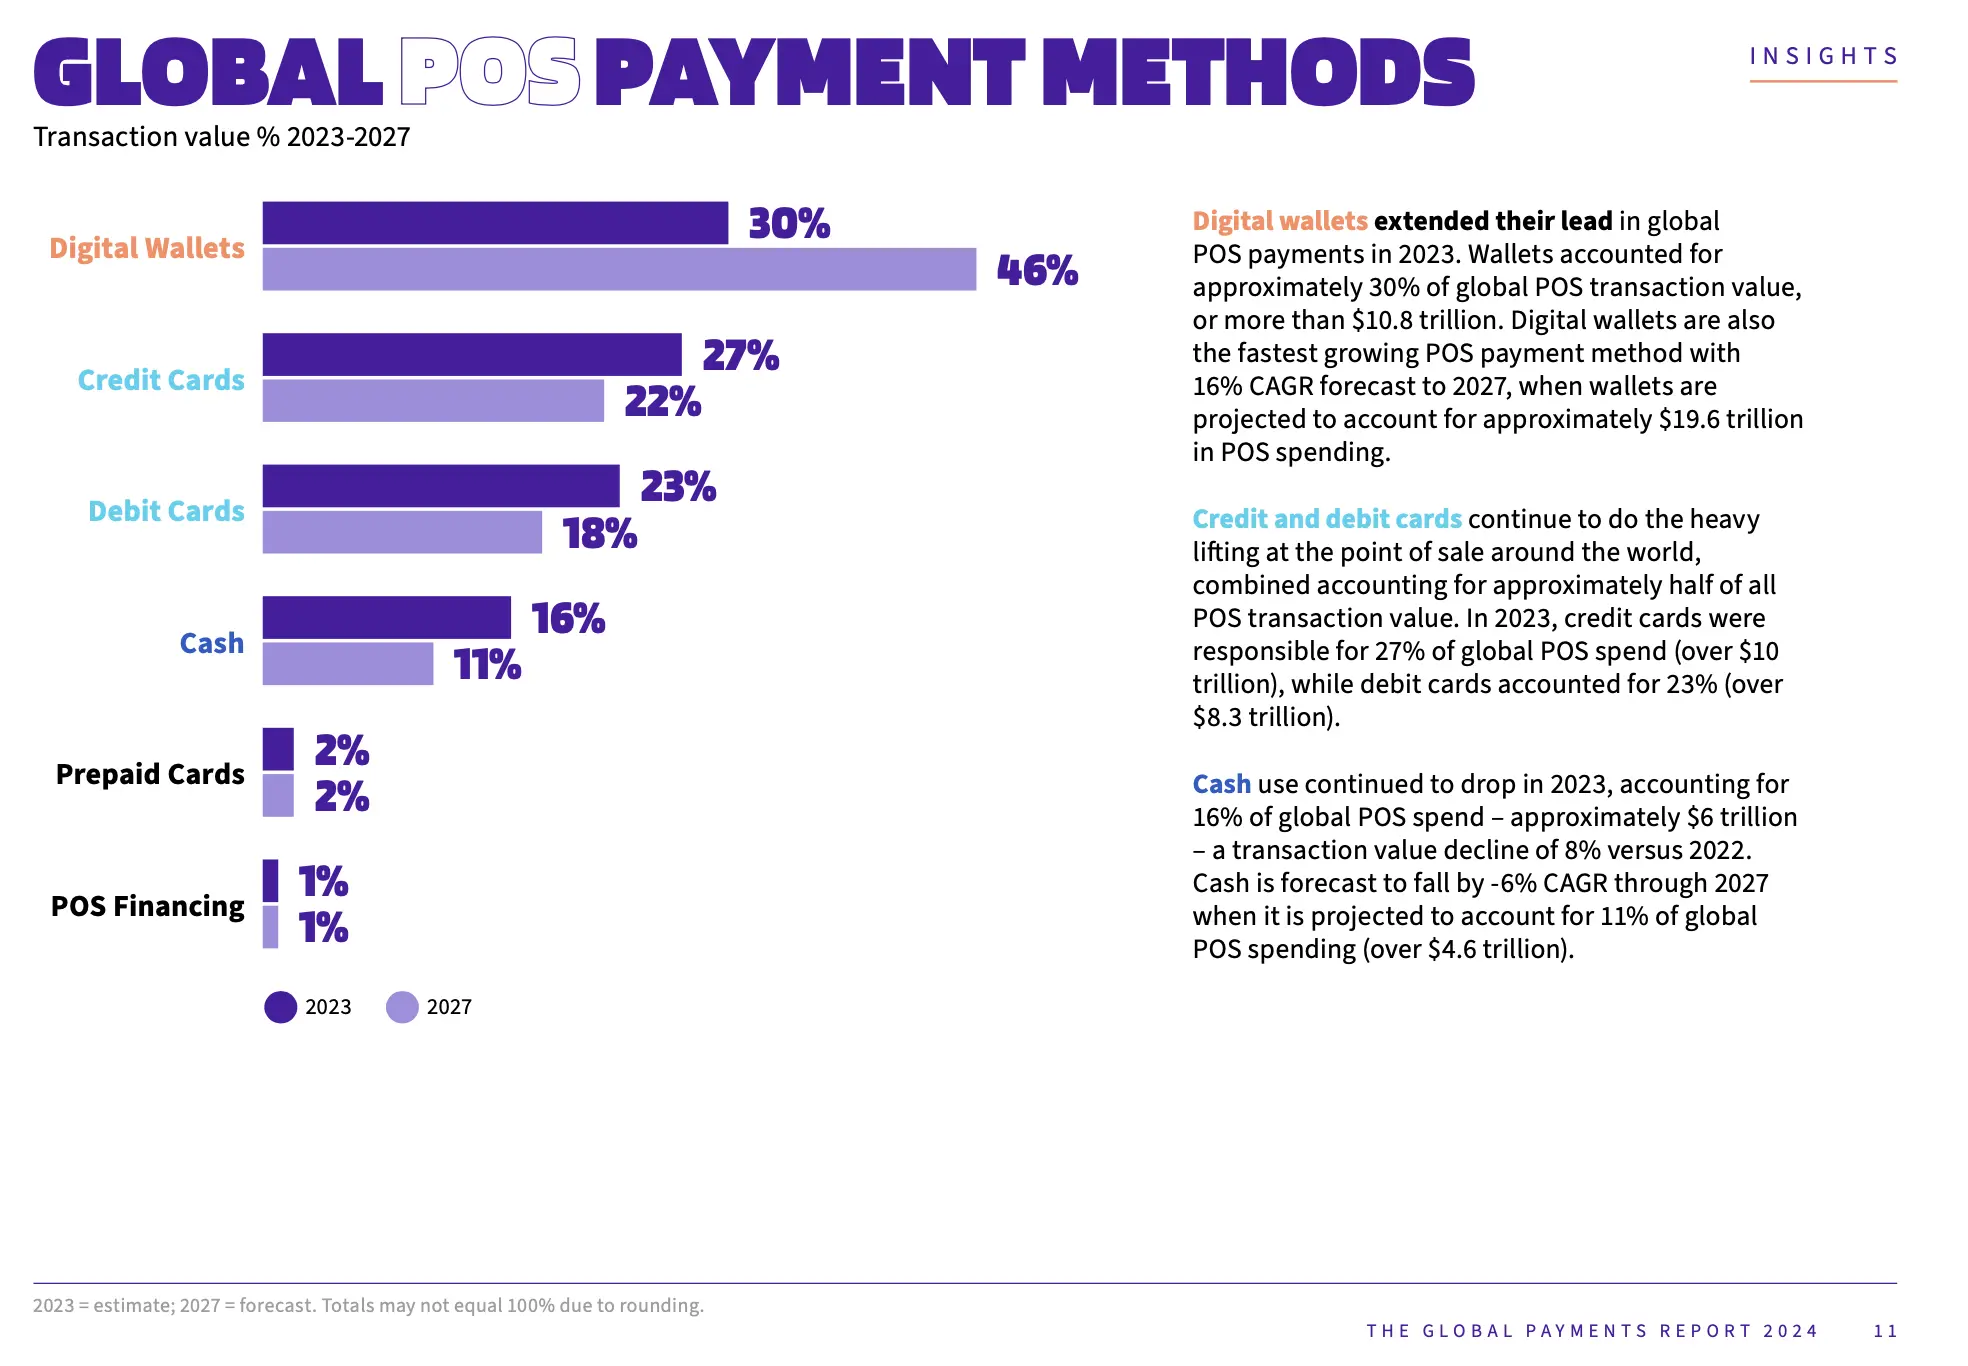 GLOBAL POS PAYMENT METHODS
INSIGHTS
Transaction value % 2023-2027
Digital Wallets
30%
46%
Credit Cards
27%
22%
Debit Cards
23%
18%
Cash
16%
11%
Prepaid Cards
2%
2%
POS Financing
1%
1%
2023
2027
Digital wallets extended their lead in global
POS payments in 2023. Wallets accounted for
approximately 30% of global POS transaction value,
or more than $10.8 trillion. Digital wallets are also
the fastest growing POS payment method with
16% CAGR forecast to 2027, when wallets are
projected to account for approximately $19.6 trillion
in POS spending.
Credit and debit cards continue to do the heavy
lifting at the point of sale around the world,
combined accounting for approximately half of all
POS transaction value. In 2023, credit cards were
responsible for 27% of global POS spend (over $10
trillion), while debit cards accounted for 23% (over
$8.3 trillion).
Cash use continued to drop in 2023, accounting for
16% of global POS spend – approximately $6 trillion
– a transaction value decline of 8% versus 2022.
Cash is forecast to fall by -6% CAGR through 2027
when it is projected to account for 11% of global
POS spending (over $4.6 trillion).
2023 = estimate; 2027 = forecast. Totals may not equal 100% due to rounding.
THE GLOBAL PAYMENTS REPORT 2024
11